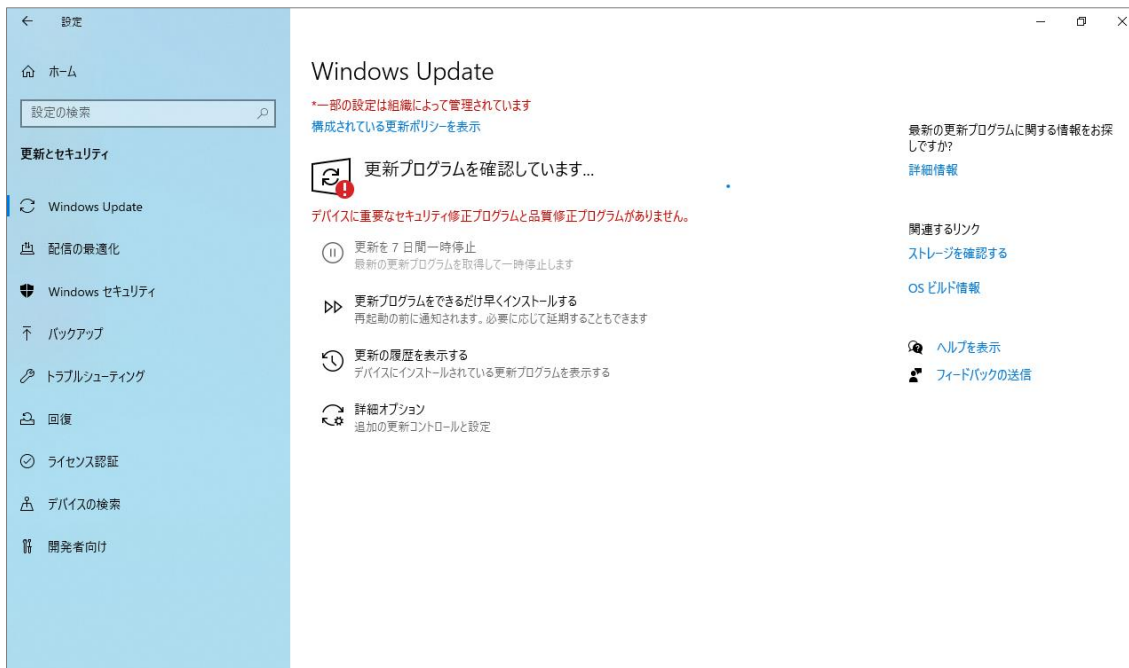 設定
ホーム
設定の検索
更新とセキュリティ
Windows Update
配信の最適化
Windows セキュリティ
バックアップ
トラブルシューティング
回復
ライセンス認証
デバイスの検索
開発者向け
Windows Update
*一部の設定は組織によって管理されています
構成されている更新ポリシーを表示
更新プログラムを確認しています...
デバイスに重要なセキュリティ修正プログラムと品質修正プログラムがありません。
更新を 7 日間一時停止
最新の更新プログラムを取得して一時停止します
更新プログラムをできるだけ早くインストールする
再起動の前に通知されます。必要に応じて延期することもできます
更新の履歴を表示する
デバイスにインストールされている更新プログラムを表示する
詳細オプション
追加の更新コントロールと設定
最新の更新プログラムに関する情報をお探
しですか?
詳細情報
関連するリンク
ストレージを確認する
OS ビルド情報
ヘルプを表示
フィードバックの送信